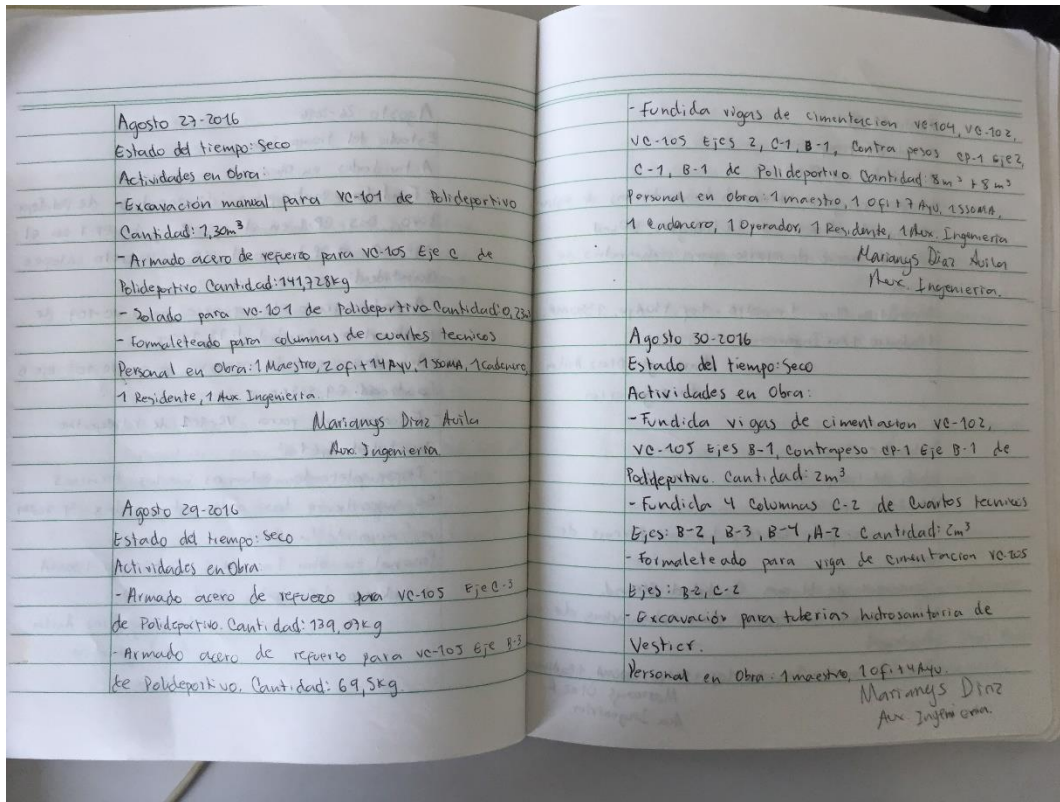 Agosto 27-2016
Estado del tiempo: Seco
Actividades en Obra:
-Excavación manual para VC-101 de Polideportivo
Cantidad: 1,30m³
- Armado acero de refuerzo para VC-105 Eje C de
Polideportivo. Cantidad: 141,728kg
- Solado para VC-101 de Polideportivo Cantidad: 0,23m³
- Formaleteado para columnas de cuartes tecnicos
Personal en Obra: 1 Maestro, 2 ofi + 14 Ayu, 1 SSOMA, 1 Cadenero,
1 Residente, 1 Aux Ingenieria.
Marianys Diaz Avila
Aux. Ingenieria
Agosto 29-2016
Estado del tiempo: Seco
Actividades en Obra
- Armado acero de refuerzo para VC-105 Eje C-3
de Polideportivo. Cantidad: 139,07kg
- Armado acero de refuerzo para VC-105 Eje B-3
de Polideportivo. Cantidad: 69,5kg
- Fundida vigas de cimentacion VC-104, VC-102,
VC-105 Ejes 2, C-1, B-1, Contra pesos CP-1 Eje 2,
C-1, B-1 de Polideportivo Cantidad: 8m³ + 8m³
Personal en obra: 1 maestro, 1 ofi + 7 Ayu, 1 SSOMA,
1 Cadenero, 1 Operador, 1 Residente, 1 Aux. Ingenieria
Marianys Diaz Avila
Aux. Ingenieria.
Agosto 30-2016
Estado del tiempo: Seco
Actividades en Obra:
- Fundida vigas de cimentacion VC-102,
VC-105 Ejes B-1, Contrapeso CP-1 Eje B-1 de
Polideportivo. Cantidad: 2m³
- Fundida 4 Columnas C-2 de Cuartos tecnicos
Ejes: B-2, B-3, B-4, A-2 Cantidad: 2m³
- Formaleteado para viga de cimentacion VC-105
Ejes: B-2, C-2
- Excavación para tuberias hidrosanitoria de
Vestier.
Personal en Obra: 1 maestro, 1 ofi + 4 Ayu.
Marianys Diaz
Aux. Ingenieria.